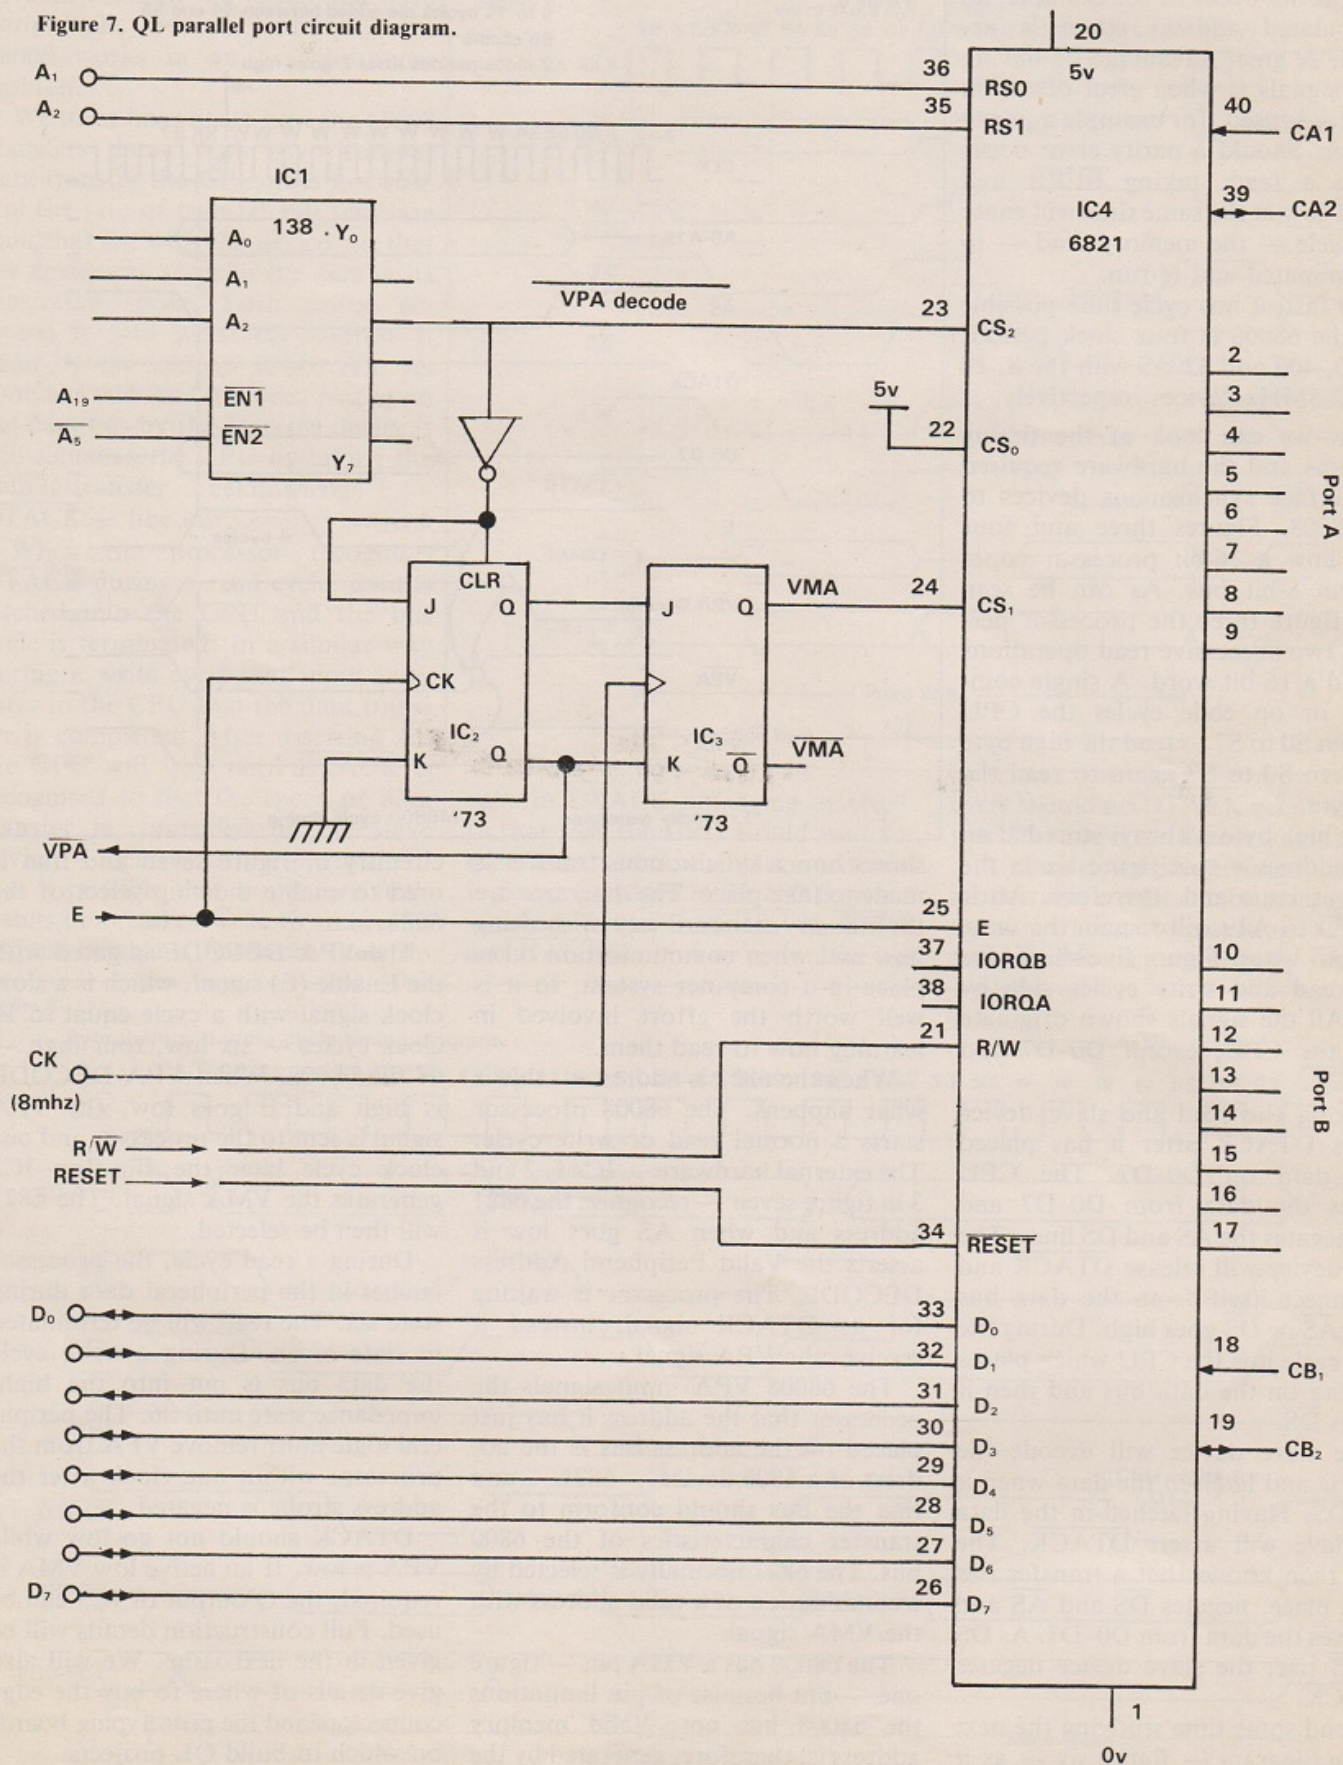 Figure 7. QL parallel port circuit diagram.
20
5v
A1
36
RS0
A2
35
RS1
40
CA1
39
CA2
IC4
6821
IC1
138 . Y0
A0
A1
A2
A19
EN1
A5
EN2
Y7
VPA decode
23
CS2
5v
22
CS0
2
3
4
5
6
7
8
9
Port A
CLR
J
Q
CK
IC2
K
Q
'73
J
Q
IC3
K
Q
'73
VMA
24
CS1
VMA
VPA
E
25
E
37
IORQB
38
IORQA
21
R/W
CK
(8mhz)
R/W
RESET
34
RESET
10
11
12
13
14
15
16
17
Port B
D0
33
D0
32
D1
31
D2
30
D3
29
D4
28
D5
27
D6
D7
26
D7
18
CB1
19
CB2
1
0v